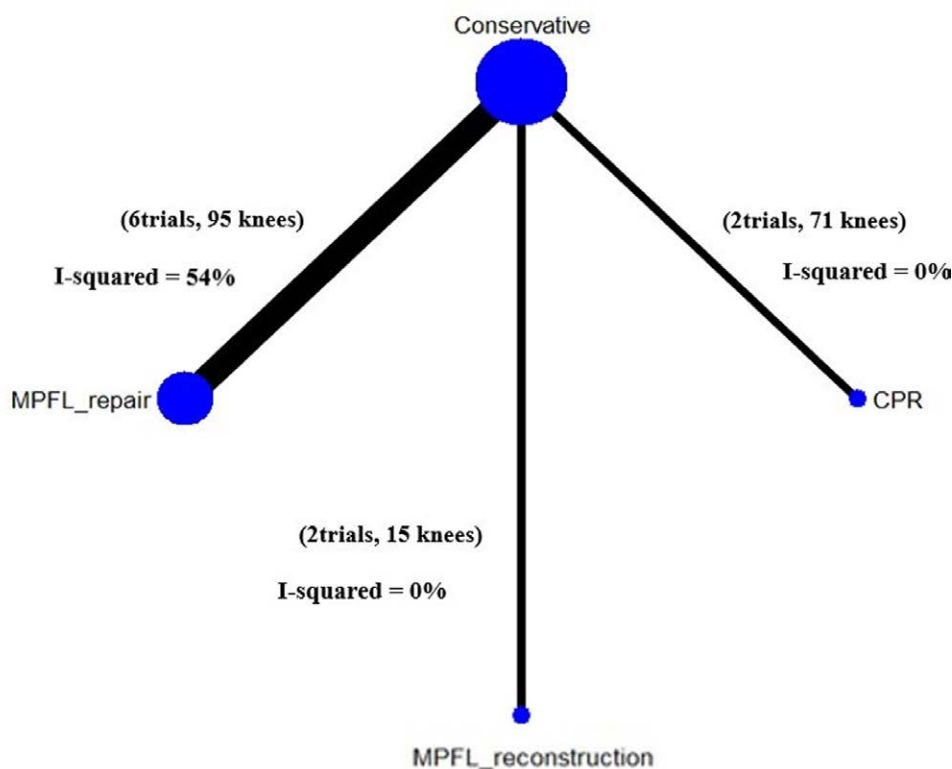 Conservative
(6trials, 95 knees)
I-squared = 54%
(2trials, 71 knees)
I-squared = 0%
MPFL_repair
CPR
(2trials, 15 knees)
I-squared = 0%
MPFL_reconstruction